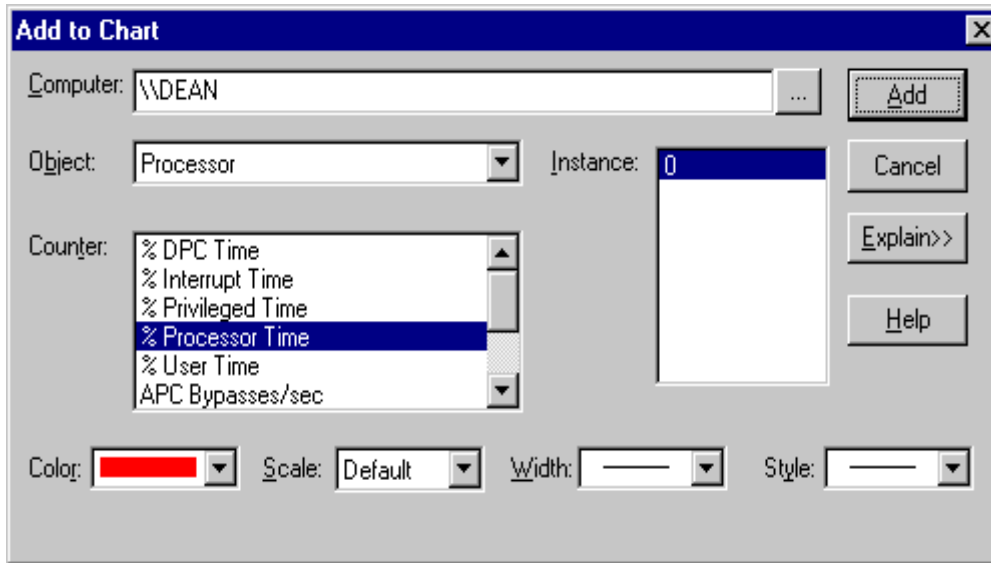 Add to Chart
Computer: \\DEAN ... Add
Object: Processor Instance: 0 Cancel
Counter: % DPC Time Explain>>
% Interrupt Time
% Privileged Time
% Processor Time Help
% User Time
APC Bypasses/sec
Color: Scale: Default Width: Style: